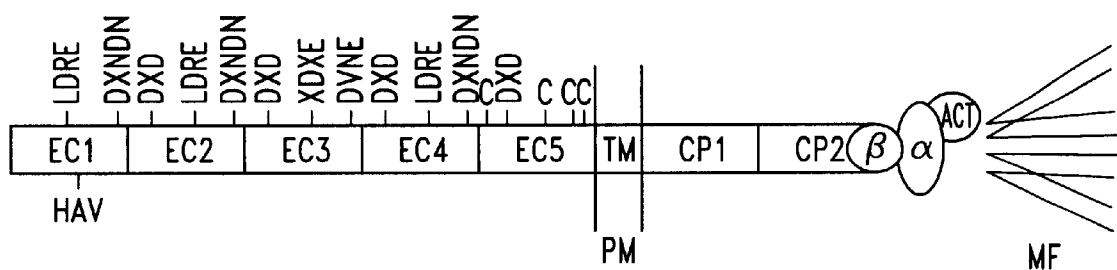 LDRE DXNDN DXD LDRE DXNDN DXD XDXE DVNE DXD LDRE DXNDN C DXD C C C
EC1 EC2 EC3 EC4 EC5 TM CP1 CP2 β α ACT
HAV
PM MF